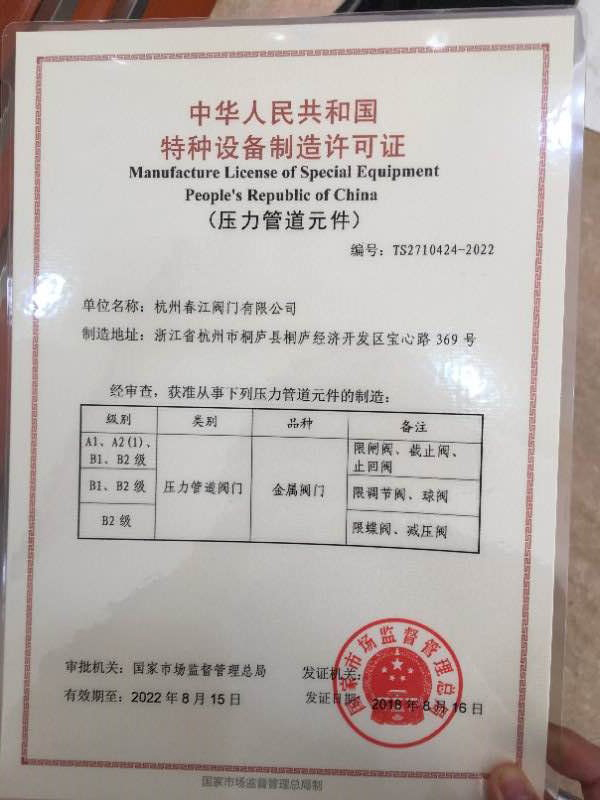 中华人民共和国
特种设备制造许可证
Manufacture License of Special Equipment
People's Republic of China
(压力管道元件)
编号：TS2710424-2022
单位名称：杭州春江阀门有限公司
制造地址：浙江省杭州市桐庐县桐庐经济开发区宝心路 369 号
经审查，获准从事下列压力管道元件的制造：
级别 类别 品种 备注
A1、A2(1)、
B1、B2 级
限闸阀、截止阀、
止回阀
B1、B2 级 压力管道阀门 金属阀门 限调节阀、球阀
B2 级 限蝶阀、减压阀
审批机关：国家市场监督管理总局 发证机关：
有效期至：2022 年 8 月 15 日 发证日期：2018 年 8 月 16 日
国家市场监督管理总局
国家市场监督管理总局制